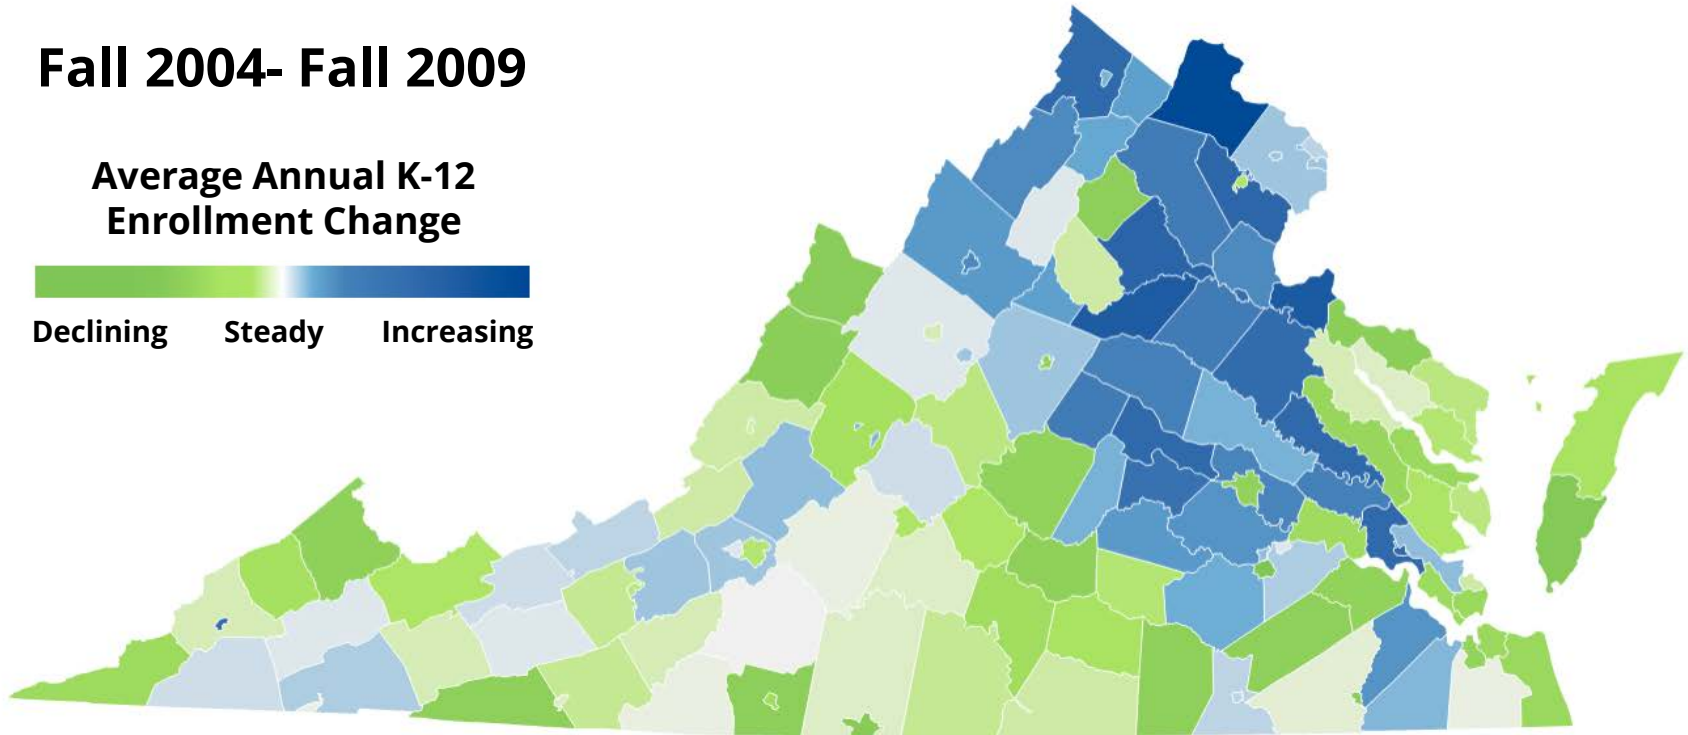 Fall 2004- Fall 2009
Average Annual K-12
Enrollment Change
Declining Steady Increasing